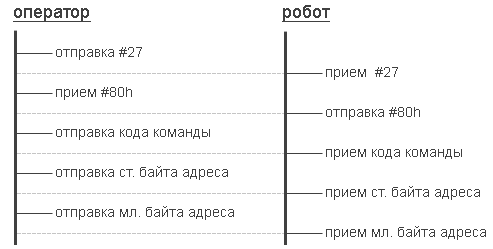 оператор робот
отправка #27
прием #27
прием #80h
отправка #80h
отправка кода команды
прием кода команды
отправка ст. байта адреса
прием ст. байта адреса
отправка мл. байта адреса
прием мл. байта адреса